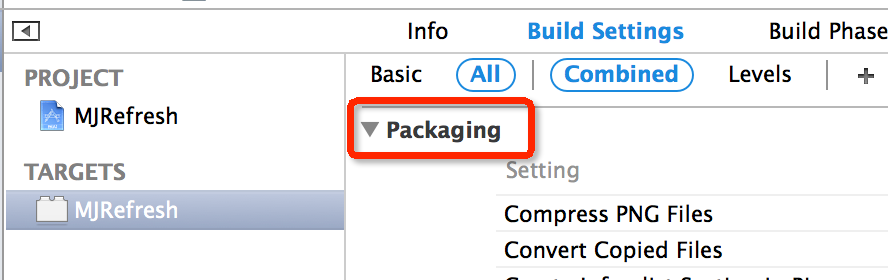 Info Build Settings Build Phase
PROJECT
MJRefresh
TARGETS
MJRefresh
Basic All Combined Levels +
Packaging
Setting
Compress PNG Files
Convert Copied Files